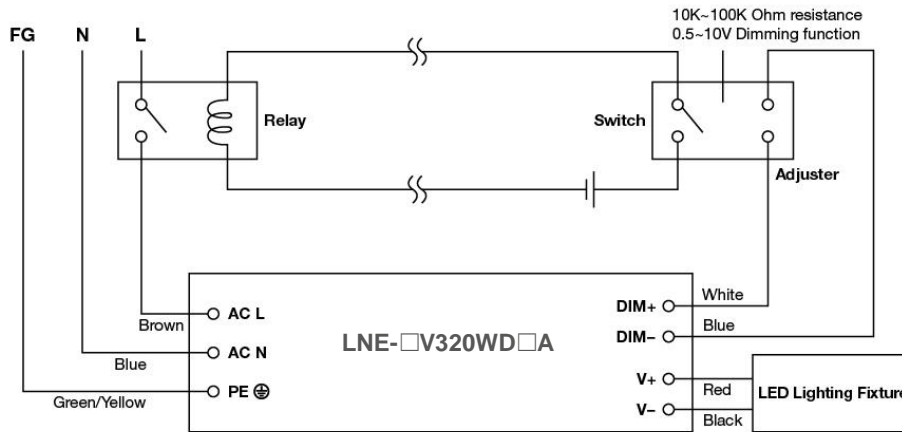 10K~100K Ohm resistance
0.5~10V Dimming function
FG N L
Relay
Switch
Adjuster
Brown
AC L
Blue
AC N
Green/Yellow
PE
LNE-□V320WD□A
DIM+
White
DIM–
Blue
V+
Red
V–
Black
LED Lighting Fixture